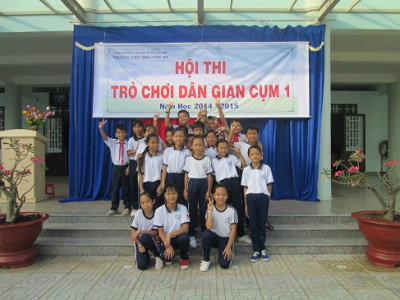 HỘI THI
TRÒ CHƠI DÂN GIAN CỤM 1
Năm Học 2014 - 2015